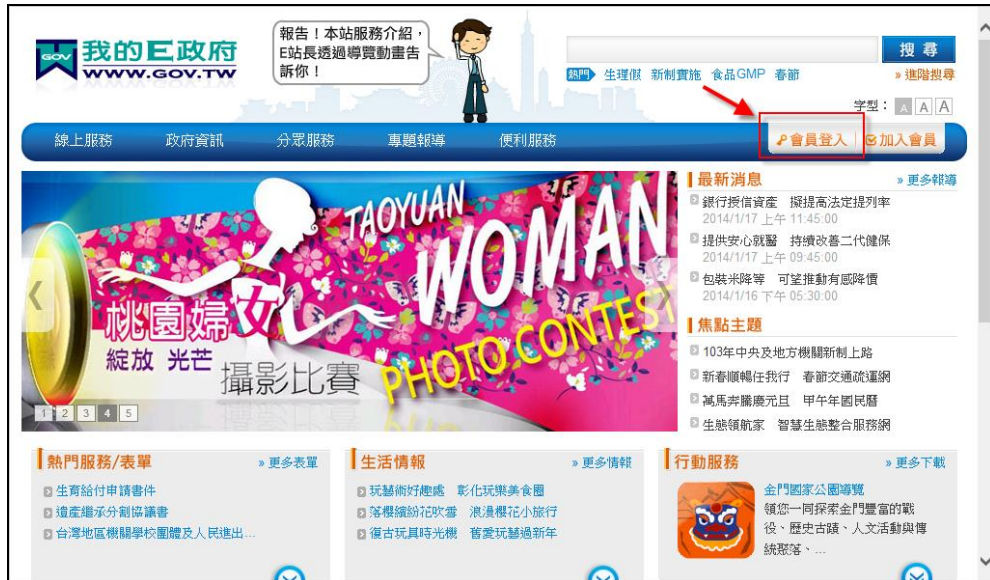 GOV 我的E政府
WWW.GOV.TW
報告！本站服務介紹，
E站長透過導覽動畫告
訴你！
搜 尋
熱門 生理假 新制實施 食品GMP 春節
» 進階搜尋
字型： A A A
線上服務 政府資訊 分眾服務 專題報導 便利服務
會員登入 加入會員
TAOYUAN
WOMAN
PHOTO CONTEST
桃園婦女
綻放 光芒
攝影比賽
1 2 3 4 5
最新消息 » 更多報導
銀行授信資產 擬提高法定提列率
2014/1/17 上午 11:45:00
提供安心就醫 持續改善二代健保
2014/1/17 上午 09:45:00
包裝米降等 可望推動有感降價
2014/1/16 下午 05:30:00
焦點主題
103年中央及地方機關新制上路
新春順暢任我行 春節交通疏運網
萬馬奔騰慶元旦 甲午年國民曆
生態領航家 智慧生態整合服務網
熱門服務/表單 » 更多表單
生育給付申請書件
遺產繼承分割協議書
台灣地區機關學校團體及人民進出...
生活情報 » 更多情報
玩藝術好趣處 彰化玩樂美食圈
落櫻繽紛花吹雪 浪漫櫻花小旅行
復古玩具時光機 舊愛玩藝過新年
行動服務 » 更多下載
金門國家公園導覽
領您一同探索金門豐富的戰
役、歷史古蹟、人文活動與傳
統聚落、...